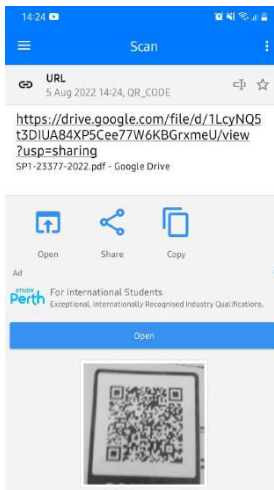 14:24
Scan
URL
5 Aug 2022 14:24, QR_CODE
https://drive.google.com/file/d/1LcyNQ5
t3DIUA84XP5Cee77W6KBGrxmeU/view
?usp=sharing
SP1-23377-2022.pdf - Google Drive
Open Share Copy
Ad
STUDY
Perth
For International Students
Exceptional, Internationally Recognised Industry Qualifications.
Open